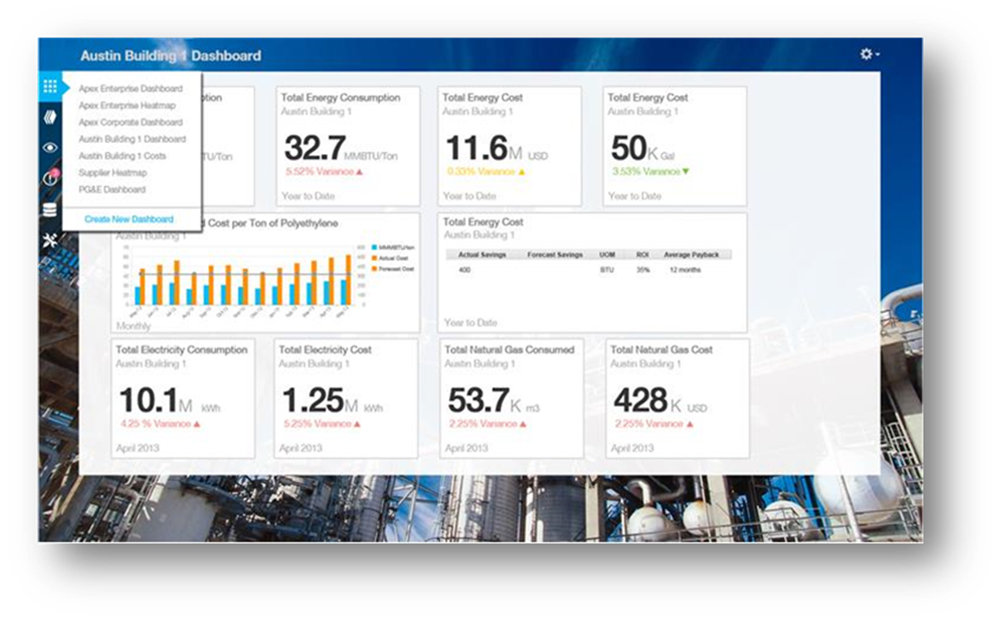 Austin Building 1 Dashboard
Apex Enterprise Dashboard
Apex Enterprise Heatmap
Apex Corporate Dashboard
Austin Building 1 Dashboard
Austin Building 1 Costs
Supplier Heatmap
PG&E Dashboard
Create New Dashboard
Total Energy Consumption
Austin Building 1
32.7 MMBTU/Ton
5.52% Variance ▲
Year to Date
Total Energy Cost
Austin Building 1
11.6M USD
0.33% Variance ▲
Year to Date
Total Energy Cost
Austin Building 1
50K Gal
3.53% Variance ▼
Year to Date
Cost per Ton of Polyethylene
Austin Building 1
MMMBTU/ton
Actual Cost
Forecast Cost
Monthly
Total Energy Cost
Austin Building 1
Actual Savings Forecast Savings UOM ROI Average Payback
400 BTU 35% 12 months
Year to Date
Total Electricity Consumption
Austin Building 1
10.1M kWh
4.25 % Variance ▲
April 2013
Total Electricity Cost
Austin Building 1
1.25M kWh
5.25% Variance ▲
April 2013
Total Natural Gas Consumed
Austin Building 1
53.7K m3
2.25% Variance ▲
April 2013
Total Natural Gas Cost
Austin Building 1
428K USD
2.25% Variance ▲
April 2013